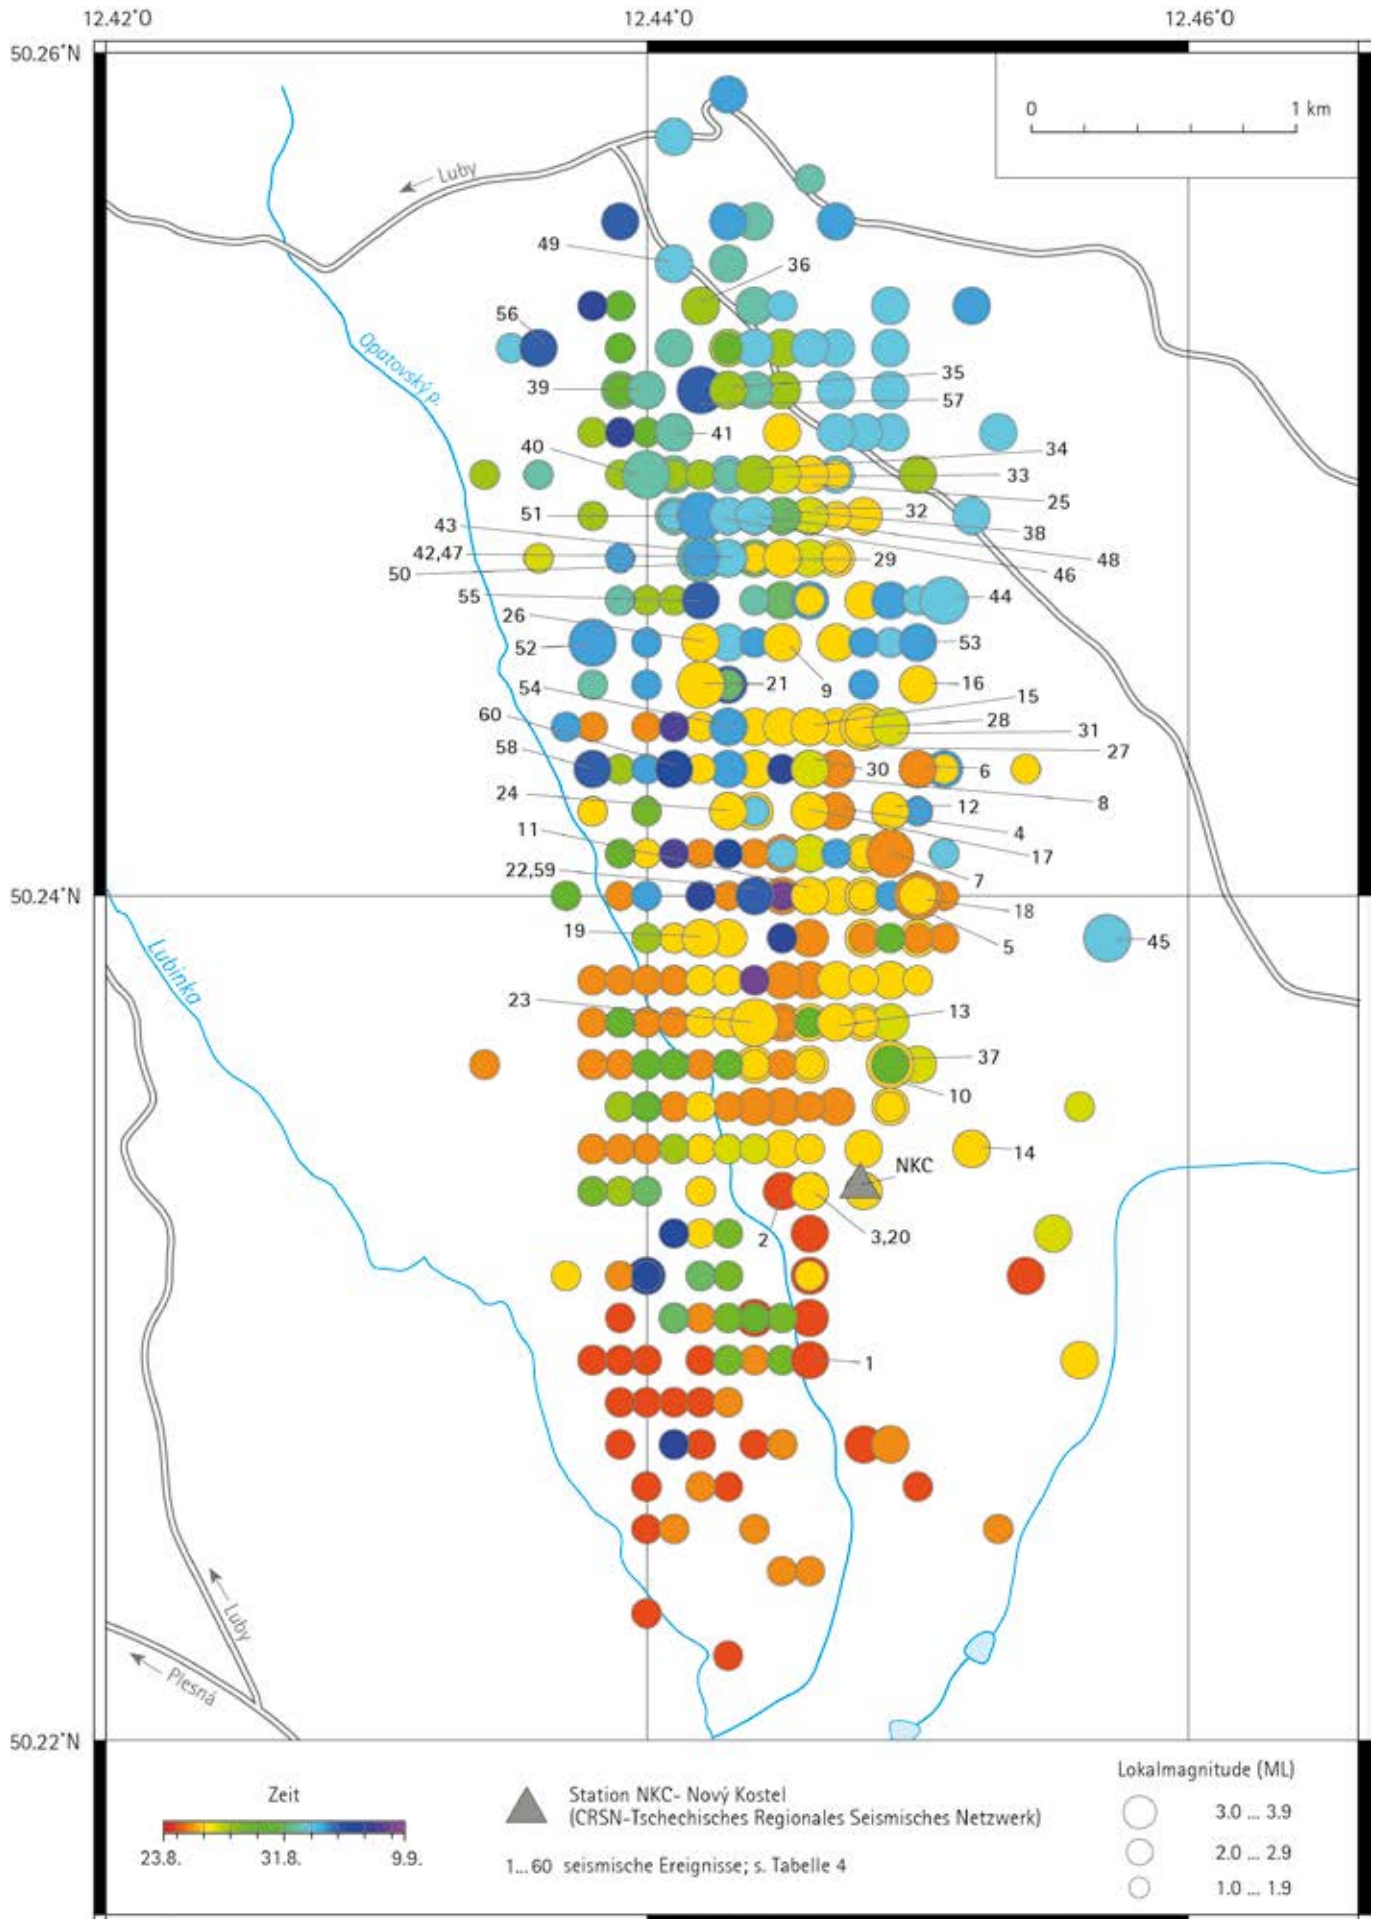 12.42°O 12.44°O 12.46°O
50.26°N
0 1 km
Luby
49
36
56
Opatovský p.
35
39
57
41
40
34
33
25
51
32
43
38
42,47
29
48
50
46
55
44
26
52
53
9
21
16
54
15
60
28
31
58
27
30
6
24
8
12
4
11
17
22,59
7
50.24°N
18
19
5
45
Lubinka
23
13
37
10
14
NKC
2
3,20
1
Luby
Plesná
50.22°N
Zeit
23.8. 31.8. 9.9.
Station NKC- Nový Kostel
(CRSN-Tschechisches Regionales Seismisches Netzwerk)
1...60 seismische Ereignisse; s. Tabelle 4
Lokalmagnitude (ML)
3.0 ... 3.9
2.0 ... 2.9
1.0 ... 1.9